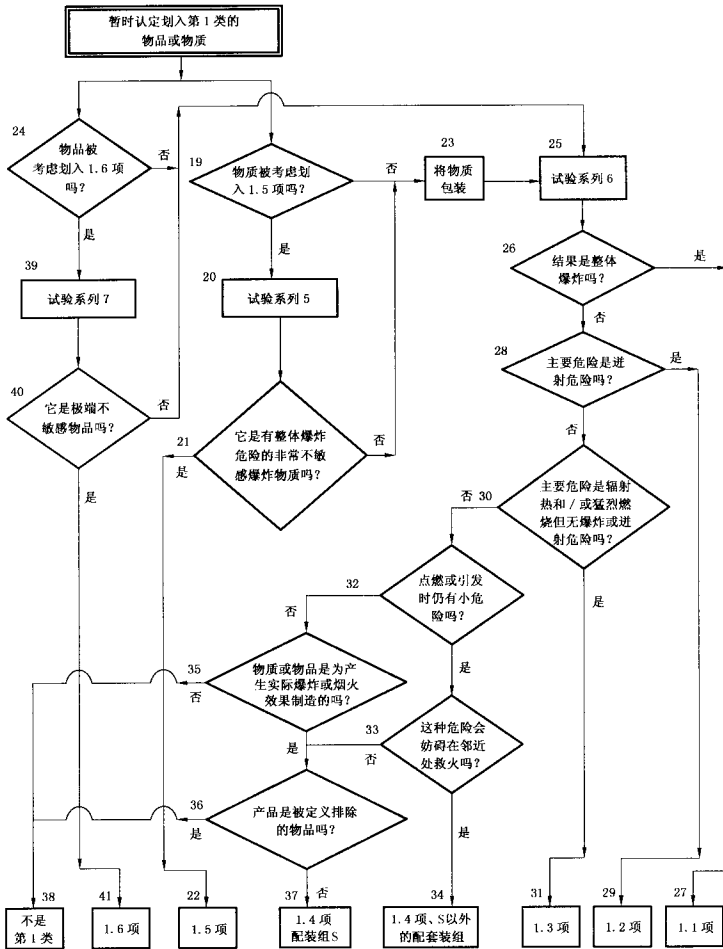 暂时认定划入第1类的
物品或物质
24
物品被
考虑划入1.6项
吗?
否
19
物质被考虑划
入1.5项吗?
否
23
将物质
包装
25
试验系列6
是
是
39
试验系列7
20
试验系列5
26
结果是整体
爆炸吗?
是
否
28
主要危险是迸
射危险吗?
是
否
40
它是极端不
敏感物品吗?
否
是
21
是
它是有整体爆炸
危险的非常不敏
感爆炸物质吗?
否
否 30
主要危险是辐射
热和/或猛烈燃
烧但无爆炸或迸
射危险吗?
是
32
否
点燃或引发
时仍有小危
险吗?
是
35
否
物质或物品是为产
生实际爆炸或烟火
效果制造的吗?
是
33
否
这种危险会
妨碍在邻近
处救火吗?
是
36
是
产品是被定义排除
的物品吗?
否
38
不是
第1类
41
1.6项
22
1.5项
37
1.4项
配装组S
34
1.4项、S以外
的配套装组
31
1.3项
29
1.2项
27
1.1项